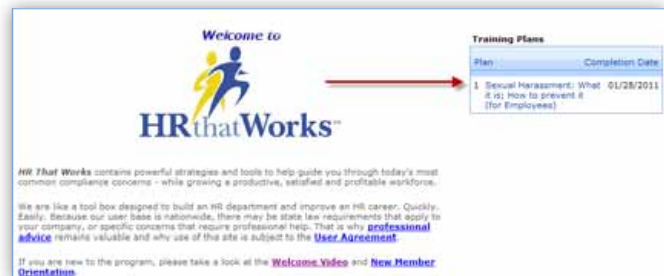 Welcome to
HRthatWorks™
HR That Works contains powerful strategies and tools to help guide you through today's most
common compliance concerns - while growing a productive, satisfied and profitable workforce.
We are like a tool box designed to build an HR department and improve an HR career. Quickly.
Easily. Because our user base is nationwide, there may be state law requirements that apply to
your company, or specific concerns that require professional help. That is why professional
advice remains valuable and why use of this site is subject to the User Agreement.
If you are new to the program, please take a look at the Welcome Video and New Member
Orientation.
Training Plans
Plan Completion Date
1 Sexual Harassment: What 01/28/2011
it is; How to prevent it
(for Employees)